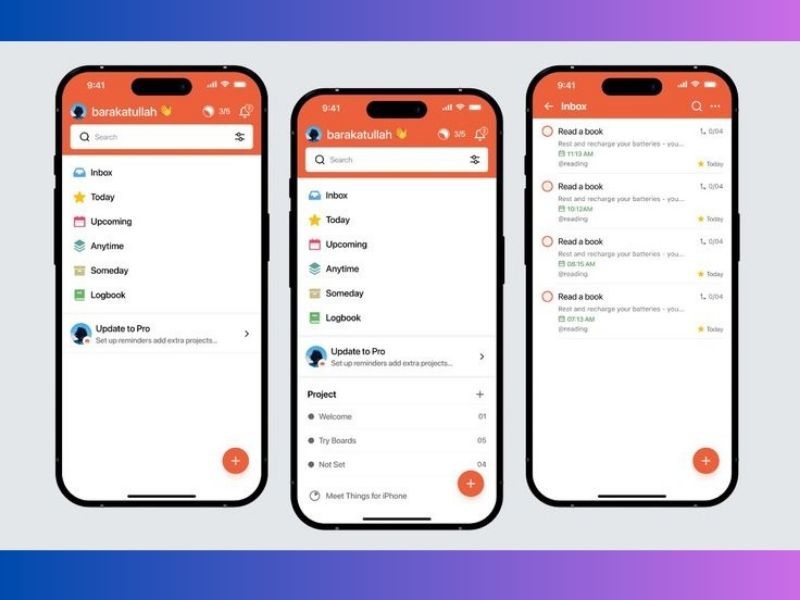 9:41
barakatullah 👋
3/5
Search
Inbox
Today
Upcoming
Anytime
Someday
Logbook
Update to Pro
Set up reminders add extra projects...
9:41
barakatullah 👋
3/5
Search
Inbox
Today
Upcoming
Anytime
Someday
Logbook
Update to Pro
Set up reminders add extra projects...
Project
Welcome 01
Try Boards 05
Not Set 04
Meet Things for iPhone
9:41
Inbox
Read a book 0/04
Rest and recharge your batteries - you...
11:13 AM
@reading Today
Read a book 0/04
Rest and recharge your batteries - you...
10:12AM
@reading Today
Read a book 0/04
Rest and recharge your batteries - you...
08:15 AM
@reading Today
Read a book 0/04
Rest and recharge your batteries - you...
07:13 AM
@reading Today